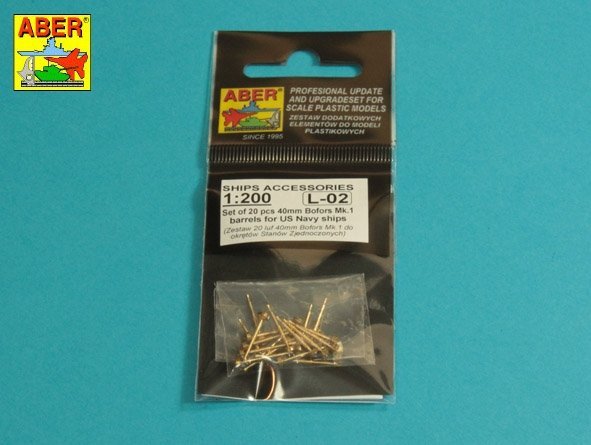 ABER®
ABER®
SINCE 1995
PROFESIONAL UPDATE
AND UPGRADESET FOR
SCALE PLASTIC MODELS
ZESTAW DODATKOWYCH
ELEMENTÓW DO MODELI
PLASTIKOWYCH
SHIPS ACCESSORIES
1:200 L-02
Set of 20 pcs 40mm Bofors Mk.1
barrels for US Navy ships
(Zestaw 20 luf 40mm Bofors Mk.1 do
okrętów Stanów Zjednoczonych)